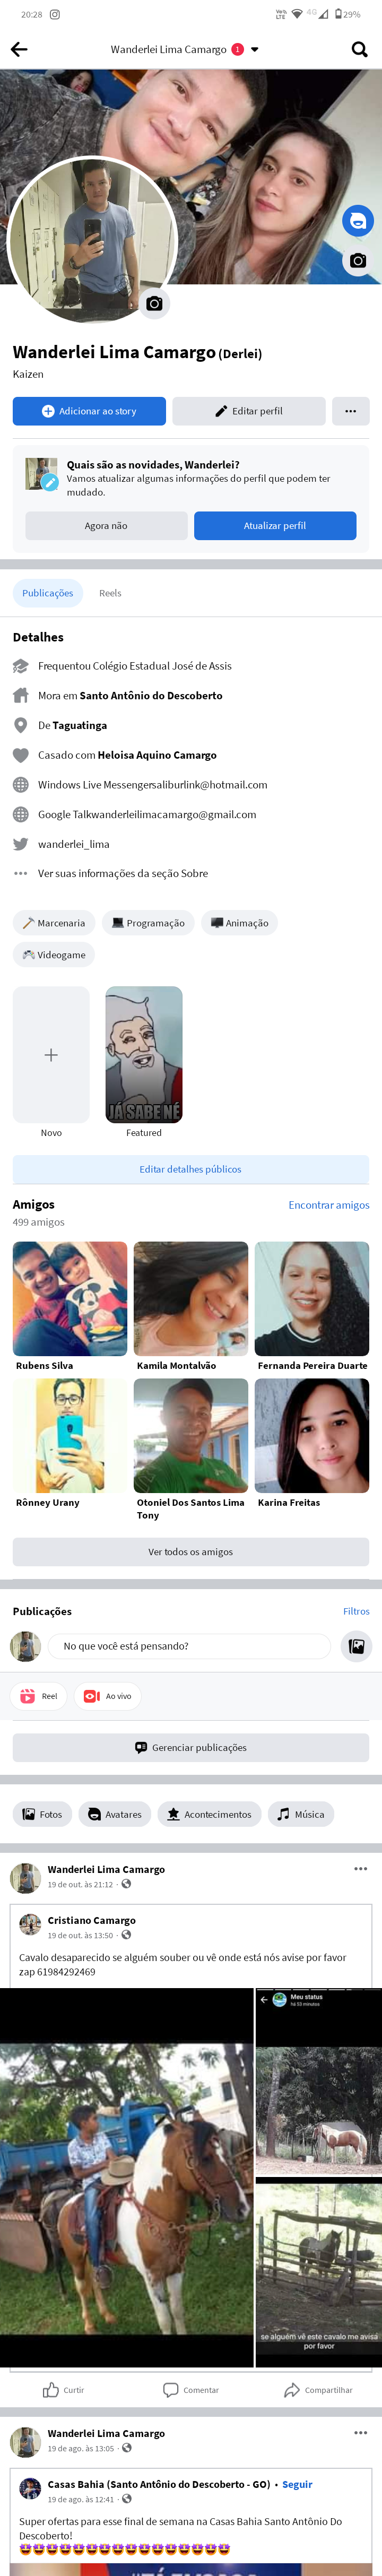 20:28
VoLTE 4G 29%
Wanderlei Lima Camargo 1
Wanderlei Lima Camargo (Derlei)
Kaizen
Adicionar ao story
Editar perfil
Quais são as novidades, Wanderlei?
Vamos atualizar algumas informações do perfil que podem ter
mudado.
Agora não
Atualizar perfil
Publicações
Reels
Detalhes
Frequentou Colégio Estadual José de Assis
Mora em Santo Antônio do Descoberto
De Taguatinga
Casado com Heloisa Aquino Camargo
Windows Live Messengersaliburlink@hotmail.com
Google Talkwanderleilimacamargo@gmail.com
wanderlei_lima
Ver suas informações da seção Sobre
Marcenaria
Programação
Animação
Videogame
JÁ SABE NÉ
Novo
Featured
Editar detalhes públicos
Amigos
Encontrar amigos
499 amigos
Rubens Silva
Kamila Montalvão
Fernanda Pereira Duarte
Rônney Urany
Otoniel Dos Santos Lima
Tony
Karina Freitas
Ver todos os amigos
Publicações
Filtros
No que você está pensando?
Reel
Ao vivo
Gerenciar publicações
Fotos
Avatares
Acontecimentos
Música
Wanderlei Lima Camargo
19 de out. às 21:12 ·
Cristiano Camargo
19 de out. às 13:50 ·
Cavalo desaparecido se alguém souber ou vê onde está nós avise por favor
zap 61984292469
Meu status
há 53 minutos
se alguém vê este cavalo me avisá
por favor
Curtir
Comentar
Compartilhar
Wanderlei Lima Camargo
19 de ago. às 13:05 ·
Casas Bahia (Santo Antônio do Descoberto - GO) • Seguir
19 de ago. às 12:41 ·
Super ofertas para esse final de semana na Casas Bahia Santo Antônio Do
Descoberto!